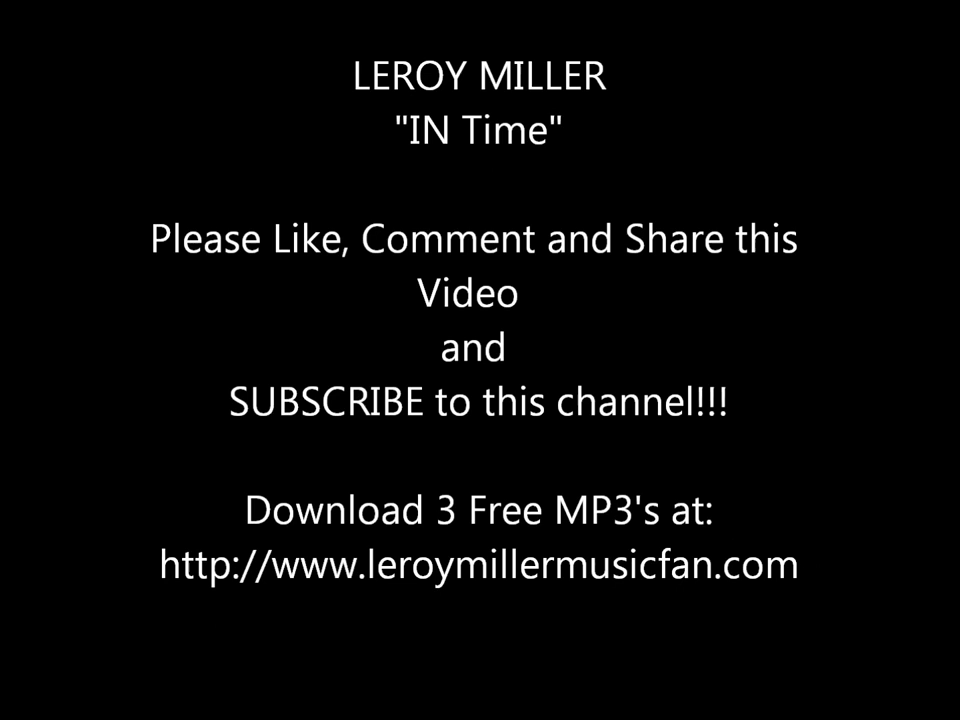 LEROY MILLER
"IN Time"
Please Like, Comment and Share this
Video
and
SUBSCRIBE to this channel!!!
Download 3 Free MP3's at:
http://www.leroymillermusicfan.com